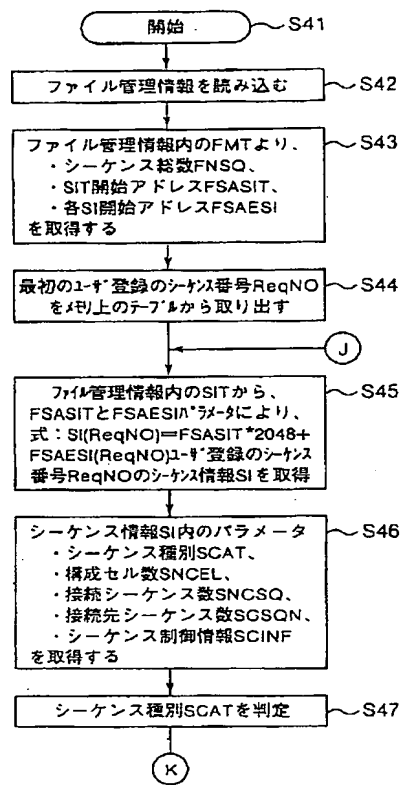 開始
S41
ファイル管理情報を読み込む
S42
ファイル管理情報内のFMTより、
・シーケンス総数FNSQ、
・SIT開始アドレスFSASIT、
・各SI開始アドレスFSAESI
を取得する
S43
最初のユーザ登録のシーケンス番号ReqNO
をメモリ上のテーブルから取り出す
S44
J
ファイル管理情報内のSITから、
FSASITとFSAESIパラメータにより、
式:SI(ReqNO)=FSASIT*2048+
FSAESI(ReqNO)ユーザ登録のシーケンス
番号ReqNOのシーケンス情報SIを取得
S45
シーケンス情報SI内のパラメータ
・シーケンス種別SCAT、
・構成セル数SNCEL、
・接続シーケンス数SNCSQ、
・接続先シーケンス数SCSQN、
・シーケンス制御情報SCINF
を取得する
S46
シーケンス種別SCATを判定
S47
K